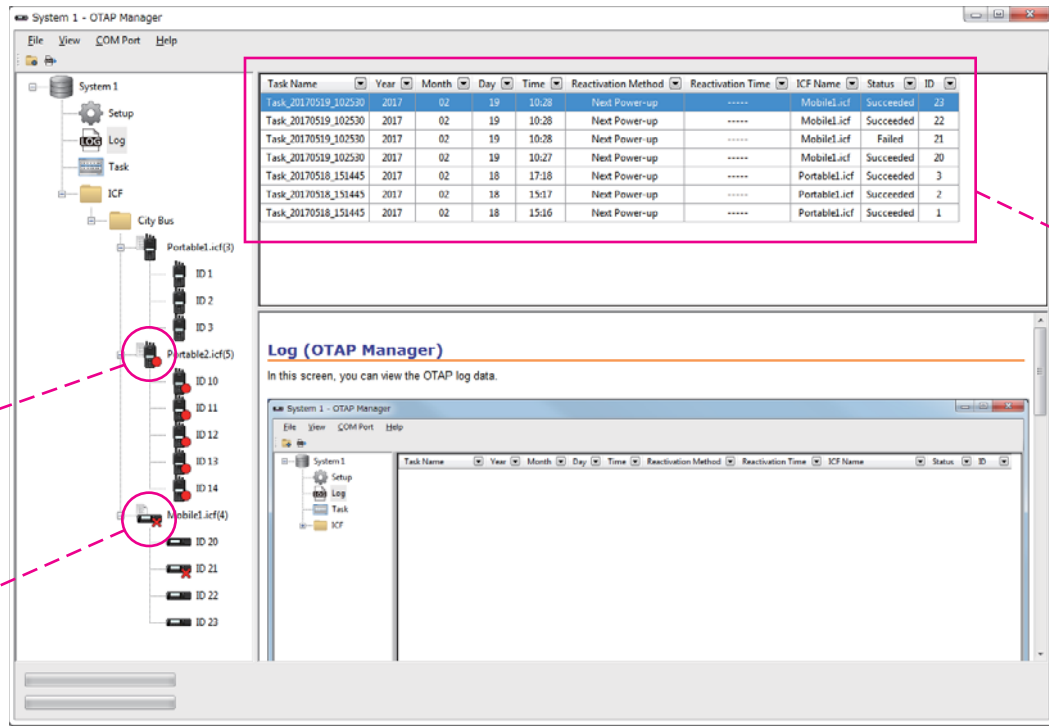 System 1 - OTAP Manager
File View COM Port Help
System 1
Setup
LOG Log
Task
ICF
City Bus
Portable1.icf(3)
ID 1
ID 2
ID 3
Portable2.icf(5)
ID 10
ID 11
ID 12
ID 13
ID 14
Mobile1.icf(4)
ID 20
ID 21
ID 22
ID 23
Task Name Year Month Day Time Reactivation Method Reactivation Time ICF Name Status ID
Task_20170519_102530 2017 02 19 10:28 Next Power-up ----- Mobile1.icf Succeeded 23
Task_20170519_102530 2017 02 19 10:28 Next Power-up ----- Mobile1.icf Succeeded 22
Task_20170519_102530 2017 02 19 10:28 Next Power-up ----- Mobile1.icf Failed 21
Task_20170519_102530 2017 02 19 10:27 Next Power-up ----- Mobile1.icf Succeeded 20
Task_20170518_151445 2017 02 18 17:18 Next Power-up ----- Portable1.icf Succeeded 3
Task_20170518_151445 2017 02 18 15:17 Next Power-up ----- Portable1.icf Succeeded 2
Task_20170518_151445 2017 02 18 15:16 Next Power-up ----- Portable1.icf Succeeded 1
Log (OTAP Manager)
In this screen, you can view the OTAP log data.
System 1 - OTAP Manager
File View COM Port Help
System 1
Setup
LOG Log
Task
ICF
Task Name Year Month Day Time Reactivation Method Reactivation Time ICF Name Status ID